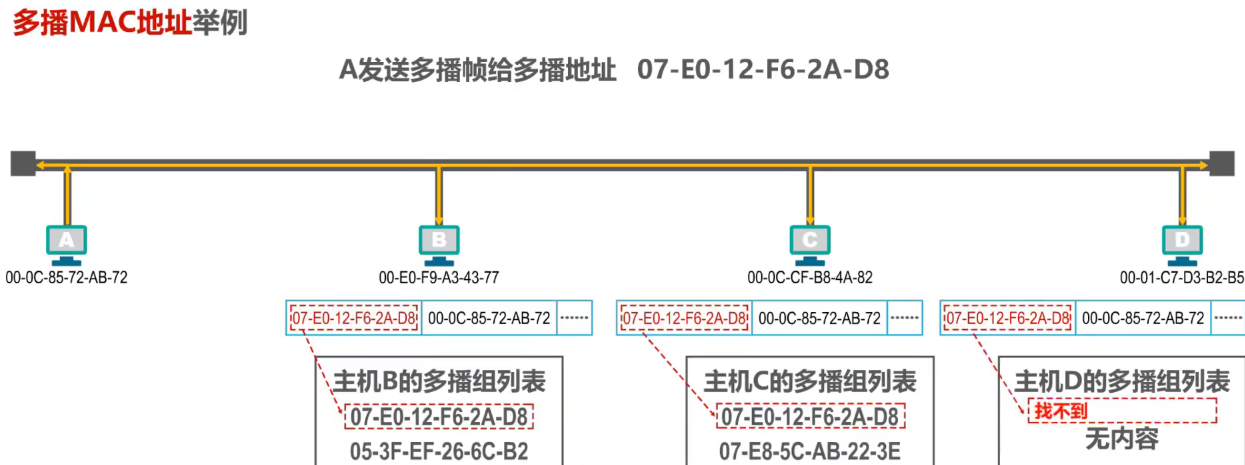 多播MAC地址举例
A发送多播帧给多播地址 07-E0-12-F6-2A-D8
A
B
C
D
00-0C-85-72-AB-72
00-E0-F9-A3-43-77
00-0C-CF-B8-4A-82
00-01-C7-D3-B2-B5
07-E0-12-F6-2A-D8 00-0C-85-72-AB-72 ······
07-E0-12-F6-2A-D8 00-0C-85-72-AB-72 ······
07-E0-12-F6-2A-D8 00-0C-85-72-AB-72 ······
主机B的多播组列表
07-E0-12-F6-2A-D8
05-3F-EF-26-6C-B2
主机C的多播组列表
07-E0-12-F6-2A-D8
07-E8-5C-AB-22-3E
主机D的多播组列表
找不到
无内容